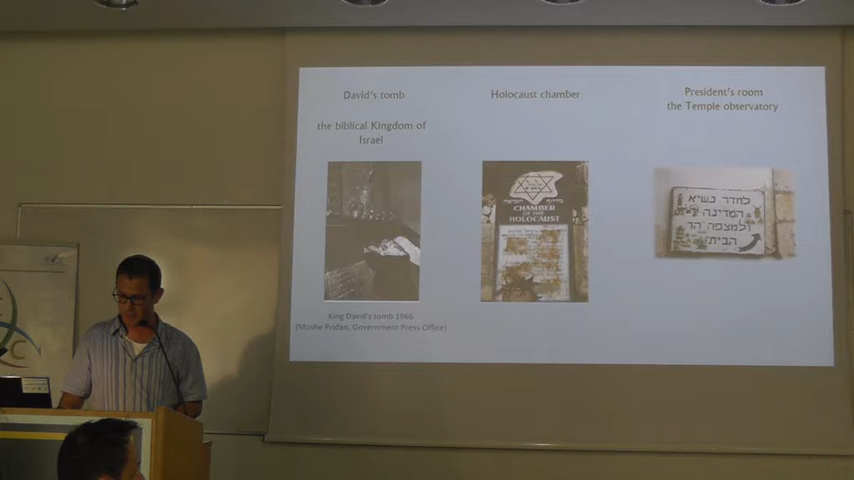 David's tomb
the biblical Kingdom of
Israel
King David's tomb 1966
(Moshe Pridan, Government Press Office)
Holocaust chamber
CHAMBER
OF THE
HOLOCAUST
President's room
the Temple observatory
לחדר נשיא
המדינה
ולמצפה הר
הבית